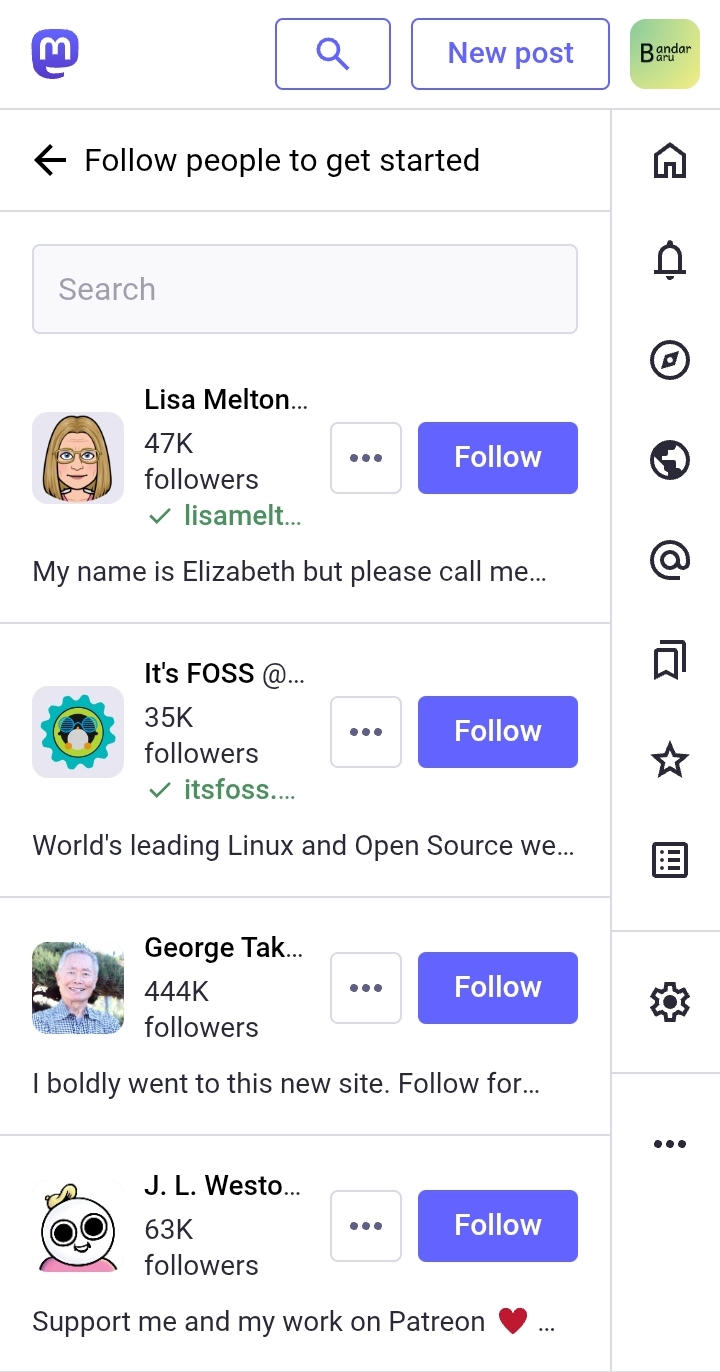 New post
Bandar
Baru
Follow people to get started
Search
Lisa Melton…
47K
followers
lisamelt…
Follow
My name is Elizabeth but please call me…
It's FOSS @…
35K
followers
itsfoss.…
Follow
World's leading Linux and Open Source we…
George Tak…
444K
followers
Follow
I boldly went to this new site. Follow for…
J. L. Westo…
63K
followers
Follow
Support me and my work on Patreon ♥ …